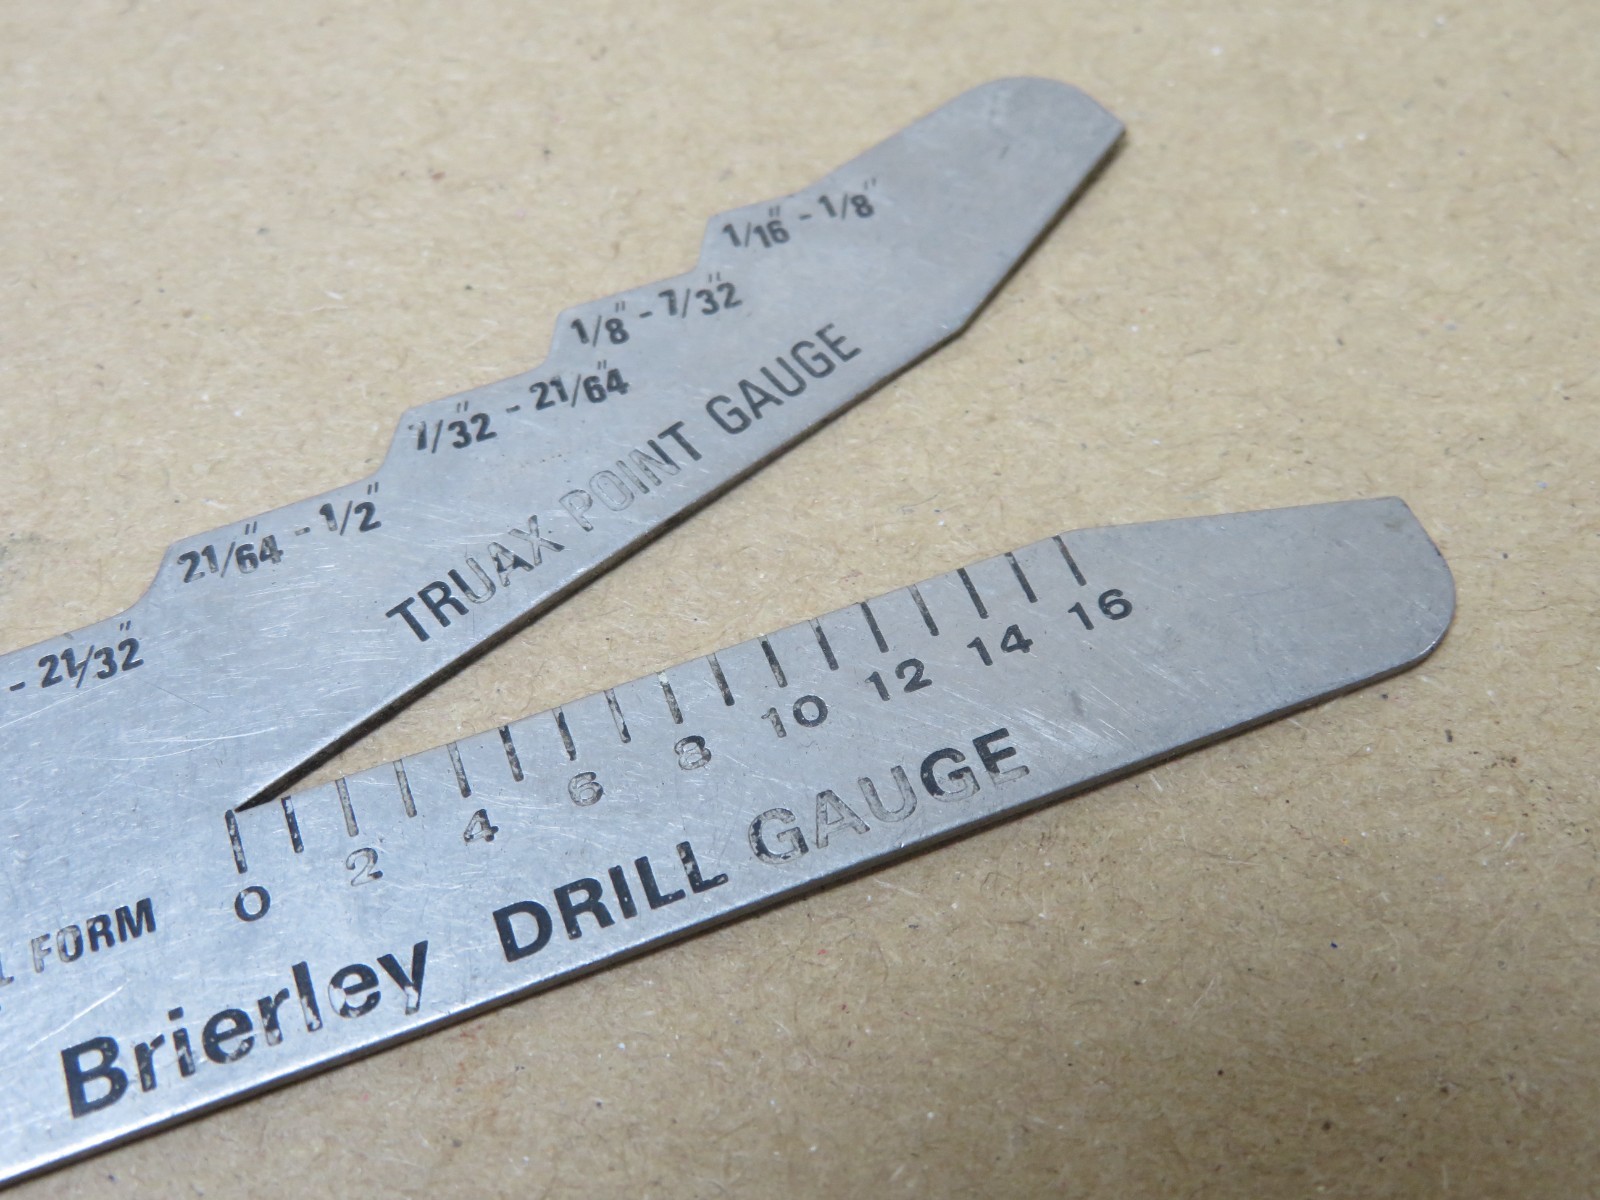 1/16" - 1/8"
1/8" - 7/32"
7/32" - 21/64"
21/64" - 1/2"
- 21/32"
TRUAX POINT GAUGE
0 2 4 6 8 10 12 14 16
FORM
Brierley DRILL GAUGE